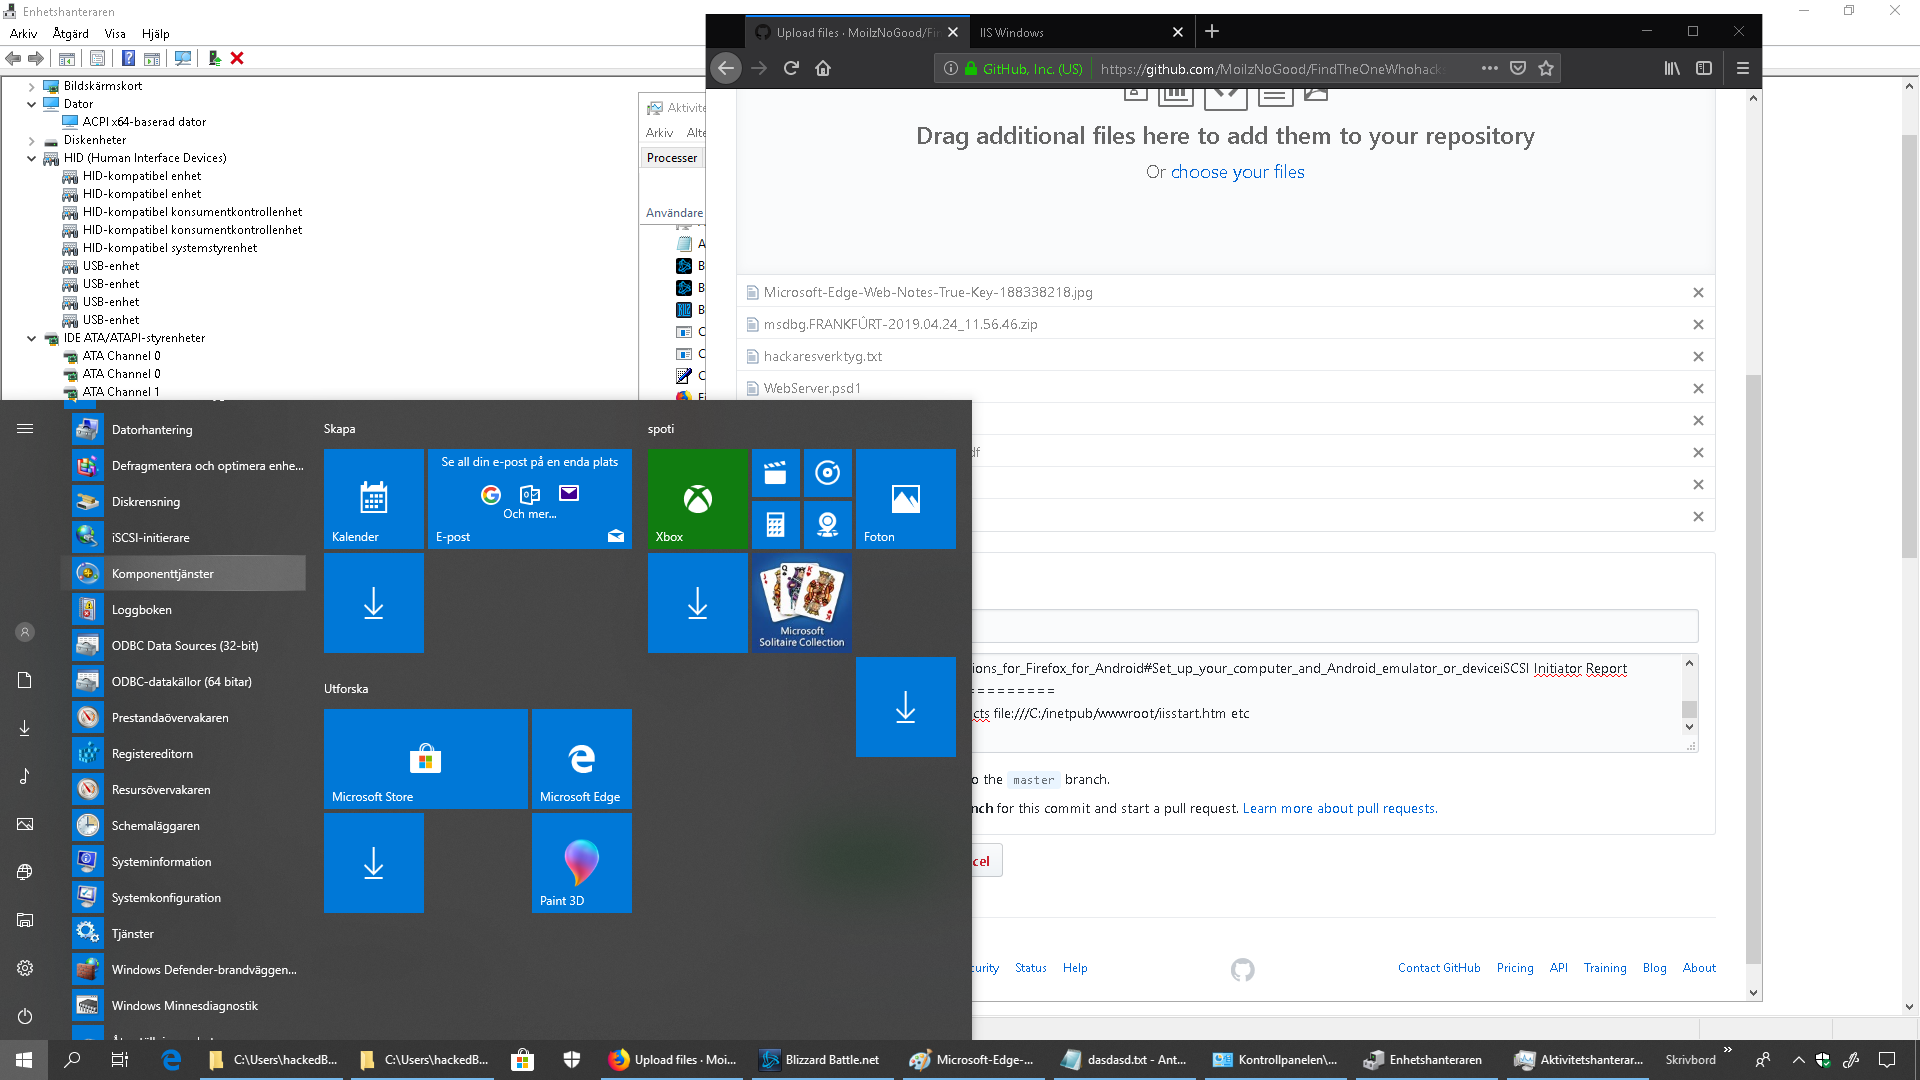 Enhetshanteraren
Arkiv Åtgärd Visa Hjälp
Bildskärmskort
Dator
ACPI x64-baserad dator
Diskenheter
HID (Human Interface Devices)
HID-kompatibel enhet
HID-kompatibel enhet
HID-kompatibel konsumentkontrollenhet
HID-kompatibel konsumentkontrollenhet
HID-kompatibel systemstyrenhet
USB-enhet
USB-enhet
USB-enhet
USB-enhet
IDE ATA/ATAPI-styrenheter
ATA Channel 0
ATA Channel 0
ATA Channel 1
Aktivite
Arkiv Alte
Processer
Användare
A
B
B
B
C
C
C
Upload files · MoilzNoGood/Fin
IIS Windows
GitHub, Inc. (US)
https://github.com/MoilzNoGood/FindTheOneWhohack
Drag additional files here to add them to your repository
Or choose your files
Microsoft-Edge-Web-Notes-True-Key-188338218.jpg
msdbg.FRANKFÛRT-2019.04.24_11.56.46.zip
hackaresverktyg.txt
WebServer.psd1
df
ions_for_Firefox_for_Android#Set_up_your_computer_and_Android_emulator_or_deviceiSCSI Initiator Report
=========
cts file:///C:/inetpub/wwwroot/iisstart.htm etc
o the master branch.
nch for this commit and start a pull request. Learn more about pull requests.
cel
curity Status Help
Contact GitHub Pricing API Training Blog About
Datorhantering
Defragmentera och optimera enhe...
Diskrensning
iSCSI-initierare
Komponenttjänster
Loggboken
ODBC Data Sources (32-bit)
ODBC-datakällor (64 bitar)
Prestandaövervakaren
Registereditorn
Resursövervakaren
Schemaläggaren
Systeminformation
Systemkonfiguration
Tjänster
Windows Defender-brandväggen...
Windows Minnesdiagnostik
Skapa
Kalender
Se all din e-post på en enda plats
Och mer...
E-post
Utforska
Microsoft Store
Microsoft Edge
Paint 3D
spoti
Xbox
Foton
Microsoft
Solitaire Collection
C:\Users\hackedB...
C:\Users\hackedB...
Upload files · Moi...
Blizzard Battle.net
Microsoft-Edge-...
dasdasd.txt - Ant...
Kontrollpanelen\...
Enhetshanteraren
Aktivitetshanterar...
Skrivbord